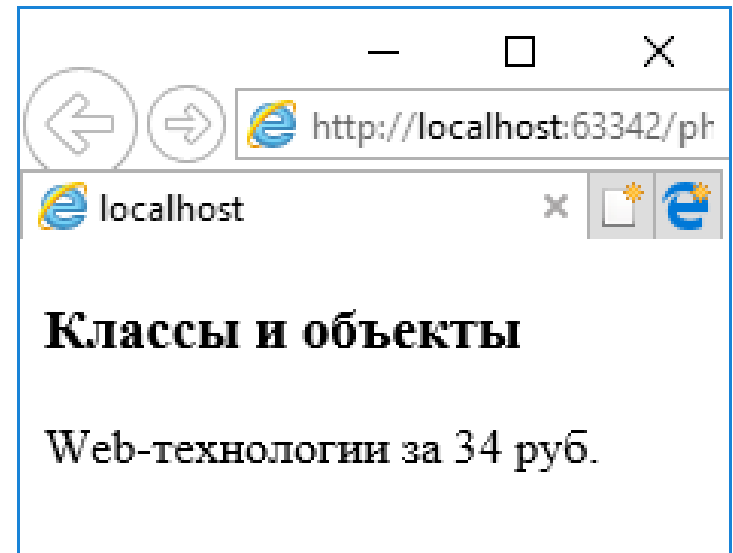 http://localhost:63342/ph
localhost
Классы и объекты
Web-технологии за 34 руб.